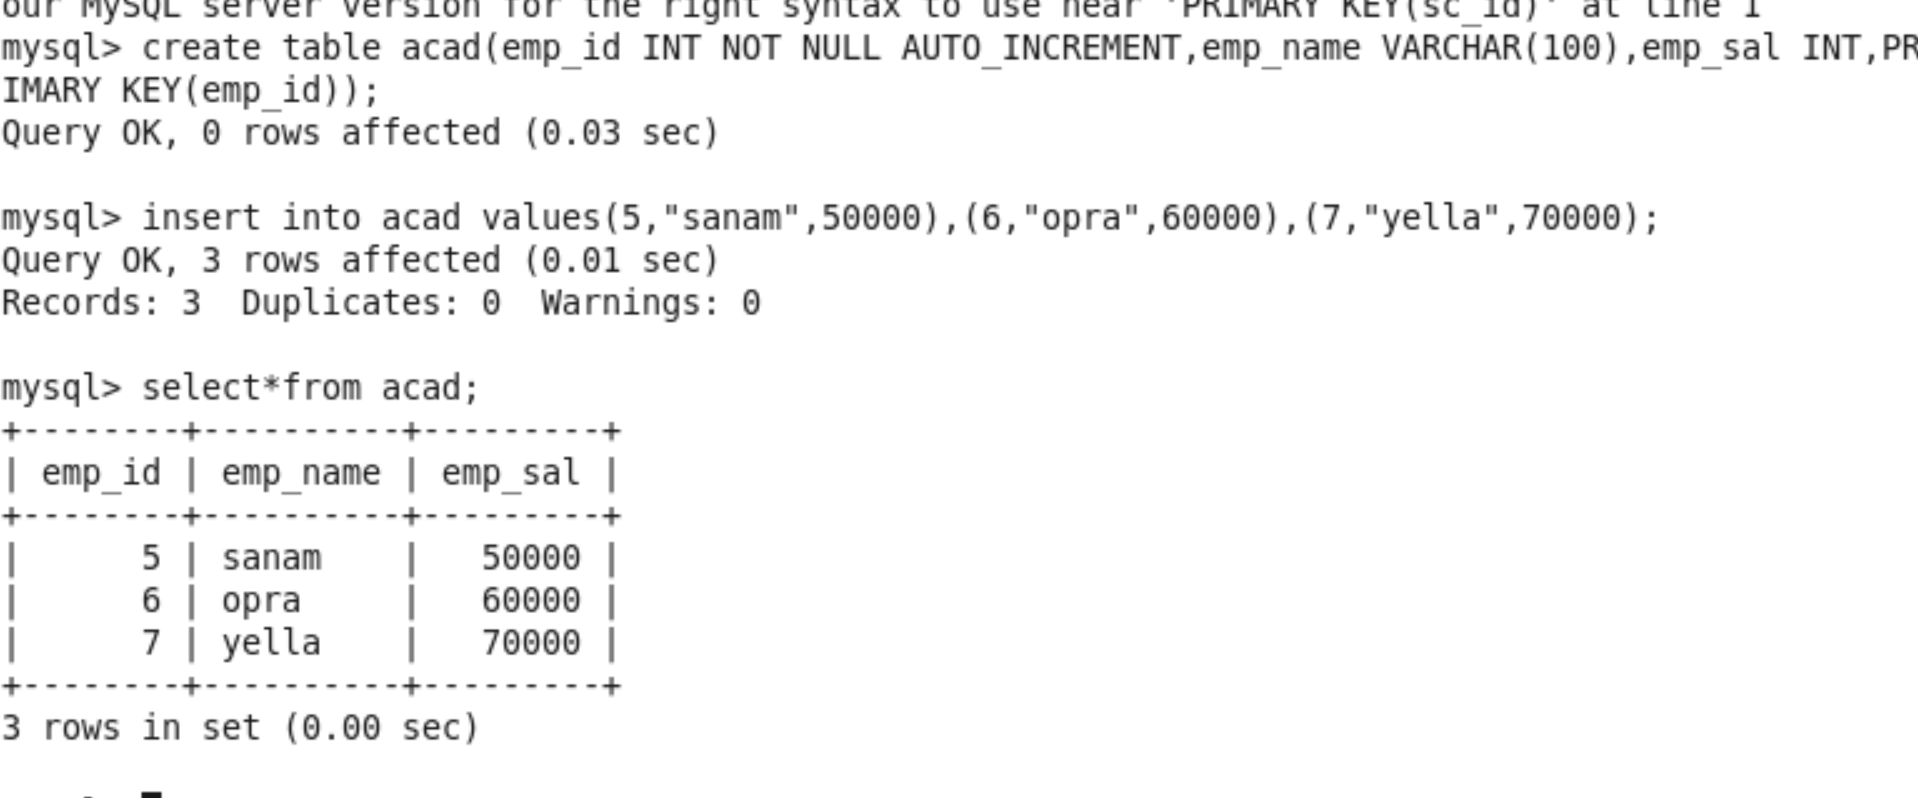 our MySQL server version for the right syntax to use near 'PRIMARY KEY(sc_id)' at line 1
mysql> create table acad(emp_id INT NOT NULL AUTO_INCREMENT,emp_name VARCHAR(100),emp_sal INT,PR
IMARY KEY(emp_id));
Query OK, 0 rows affected (0.03 sec)

mysql> insert into acad values(5,"sanam",50000),(6,"opra",60000),(7,"yella",70000);
Query OK, 3 rows affected (0.01 sec)
Records: 3  Duplicates: 0  Warnings: 0

mysql> select*from acad;
+--------+----------+---------+
| emp_id | emp_name | emp_sal |
+--------+----------+---------+
|      5 | sanam    |   50000 |
|      6 | opra     |   60000 |
|      7 | yella    |   70000 |
+--------+----------+---------+
3 rows in set (0.00 sec)